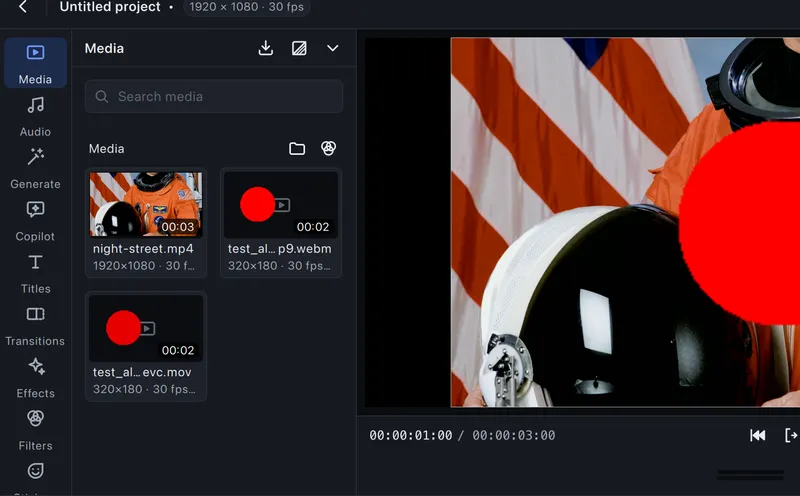 Untitled project • 1920 × 1080 · 30 fps
Media
Media
Search media
Audio
Media
Generate
00:03
00:02
night-street.mp4
test_al…p9.webm
Copilot
1920×1080 · 30 f…
320×180 · 30 fps…
Titles
Transitions
00:02
test_al…evc.mov
320×180 · 30 fps…
Effects
00:00:01:00 / 00:00:03:00
Filters